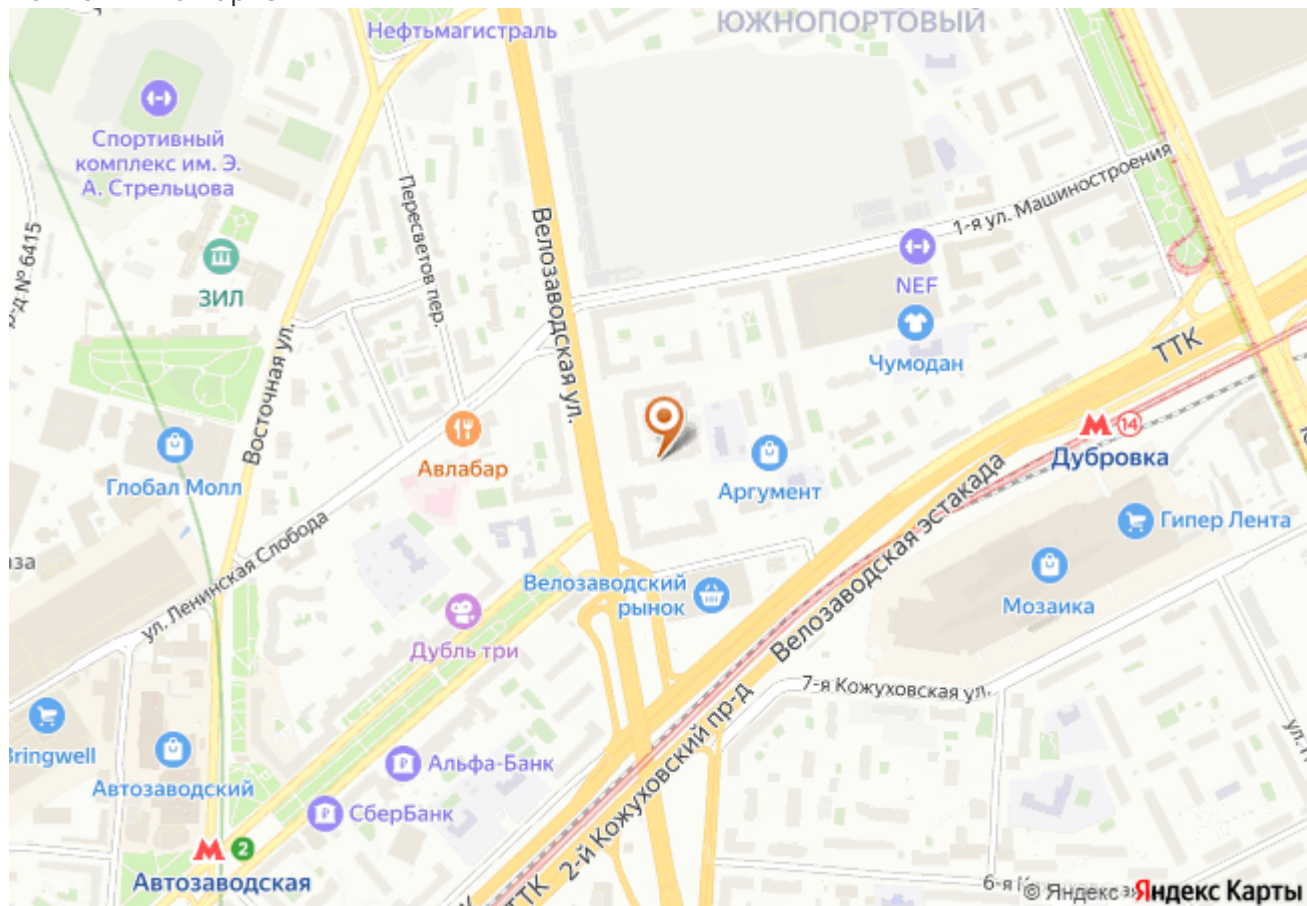 ЮЖНОПОРТОВЫЙ
Нефтьмагистраль
Спортивный
комплекс им. Э.
А. Стрельцова
Пересветов пер.
Велозаводская ул.
1-я ул. Машиностроения
№ 6415
ЗИЛ
NEF
Чумодан
ТТК
Восточная ул.
Авлабар
14
Дубровка
Глобал Молл
Аргумент
Гипер Лента
ул. Ленинская Слобода
Велозаводская эстакада
Велозаводский
рынок
Мозаика
Дубль три
7-я Кожуховская ул.
2-й Кожуховский пр-д
Альфа-Банк
Автозаводский
СберБанк
2
Автозаводская
ТТК
© Яндекс
Яндекс Карты